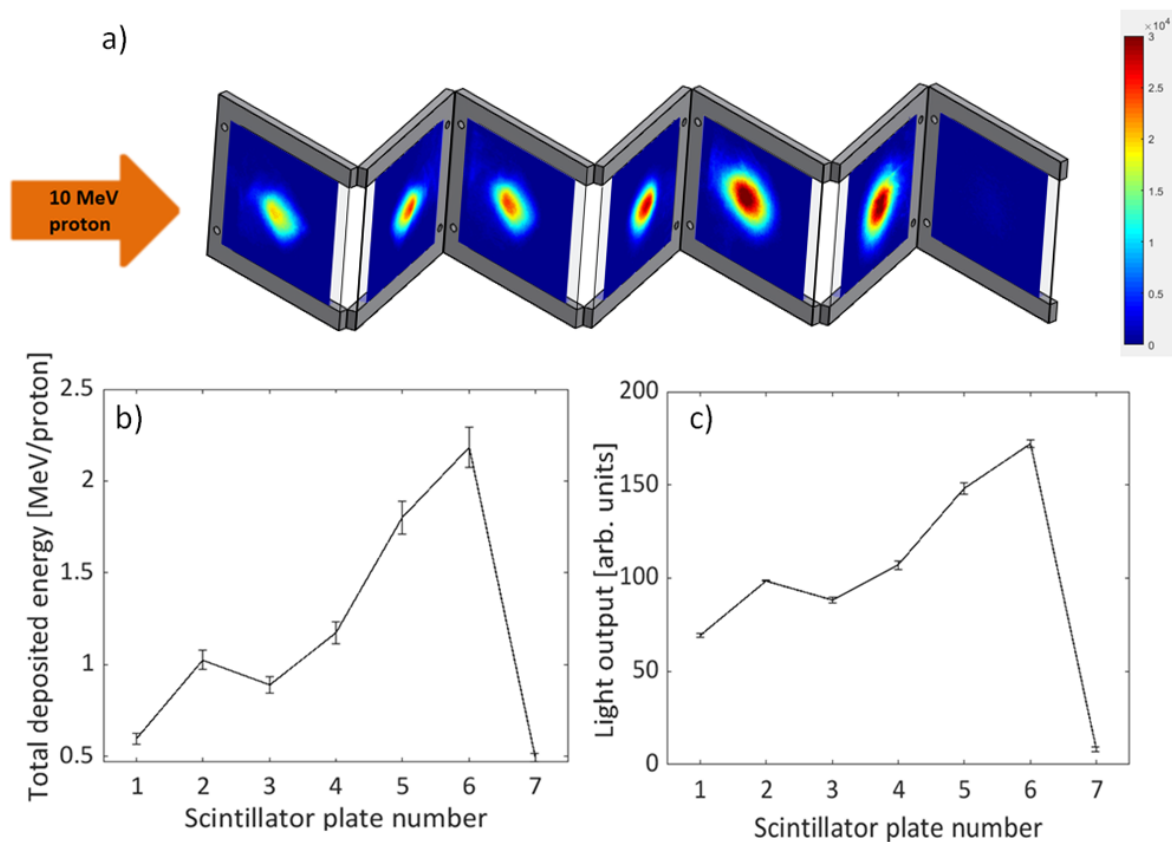 a)
10 MeV
proton
×10⁴
3
2.5
2
1.5
1
0.5
0
b)
Total deposited energy [MeV/proton]
2.5
2
1.5
1
0.5
1 2 3 4 5 6 7
Scintillator plate number
c)
Light output [arb. units]
200
150
100
50
0
1 2 3 4 5 6 7
Scintillator plate number